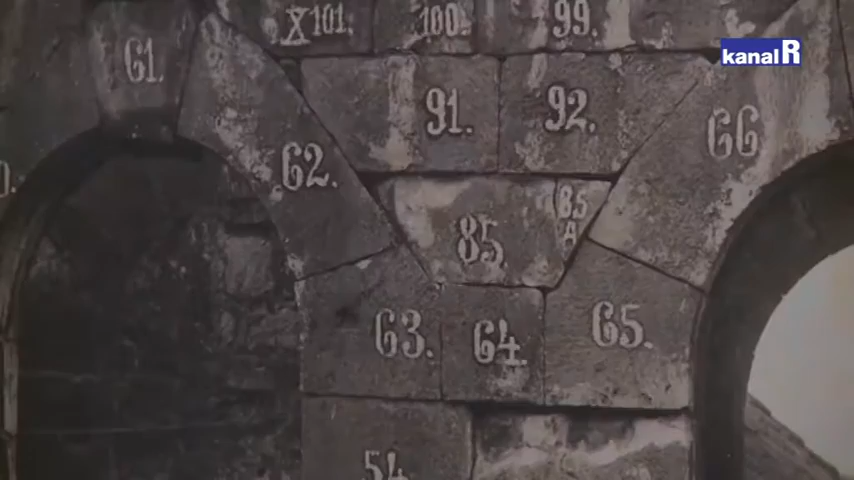 X101. 100. 99.
kanalR
61.
91. 92.
66
62.
85. 85
A
63. 64. 65.
54.